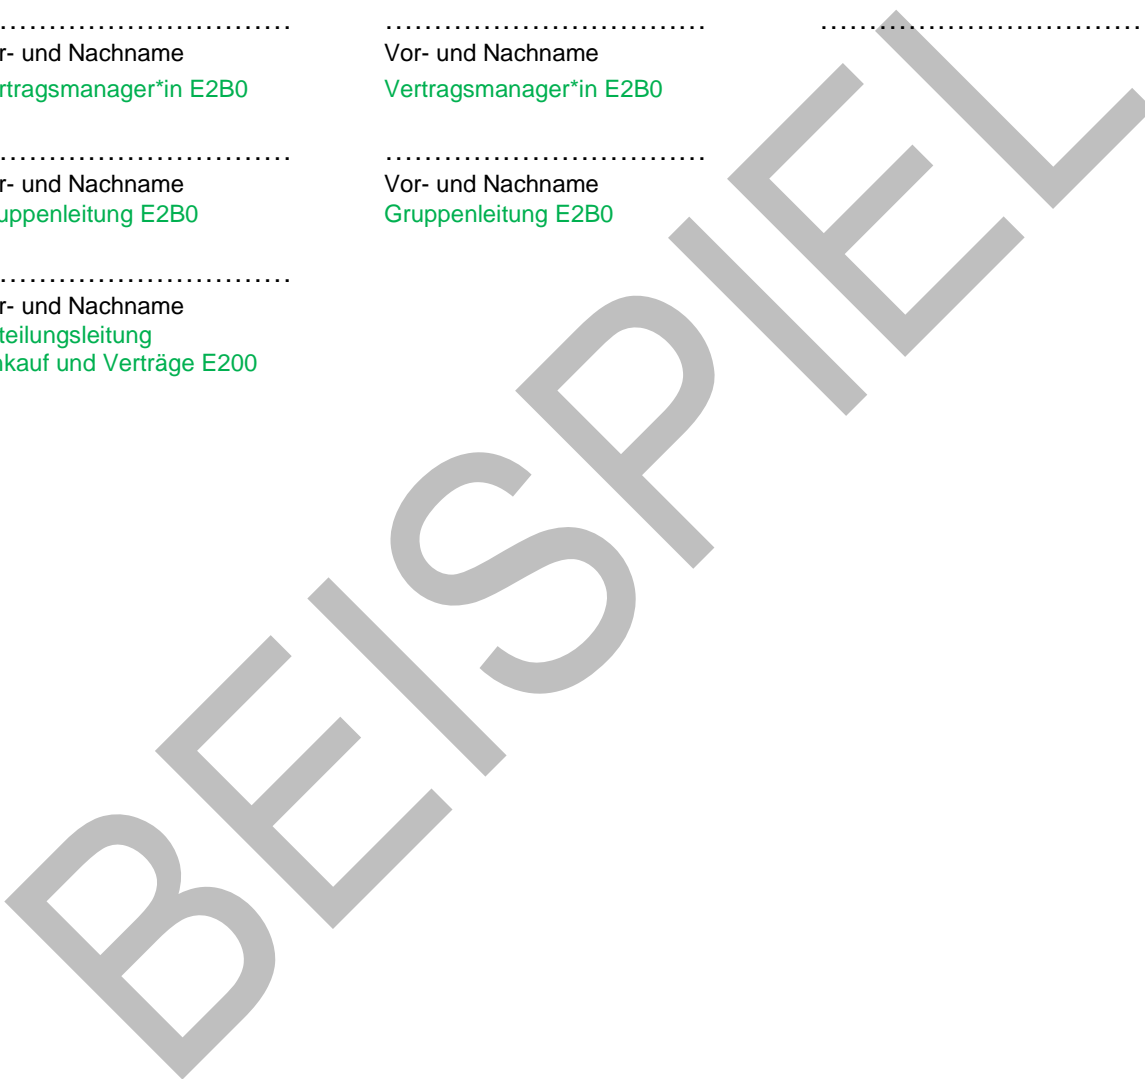 ................................
................................
................................
r- und Nachname
Vor- und Nachname
rtragsmanager*in E2B0
Vertragsmanager*in E2B0
................................
................................
r- und Nachname
Vor- und Nachname
uppenleitung E2B0
Gruppenleitung E2B0
................................
r- und Nachname
teilungsleitung
nkauf und Verträge E200
BEISPIEL